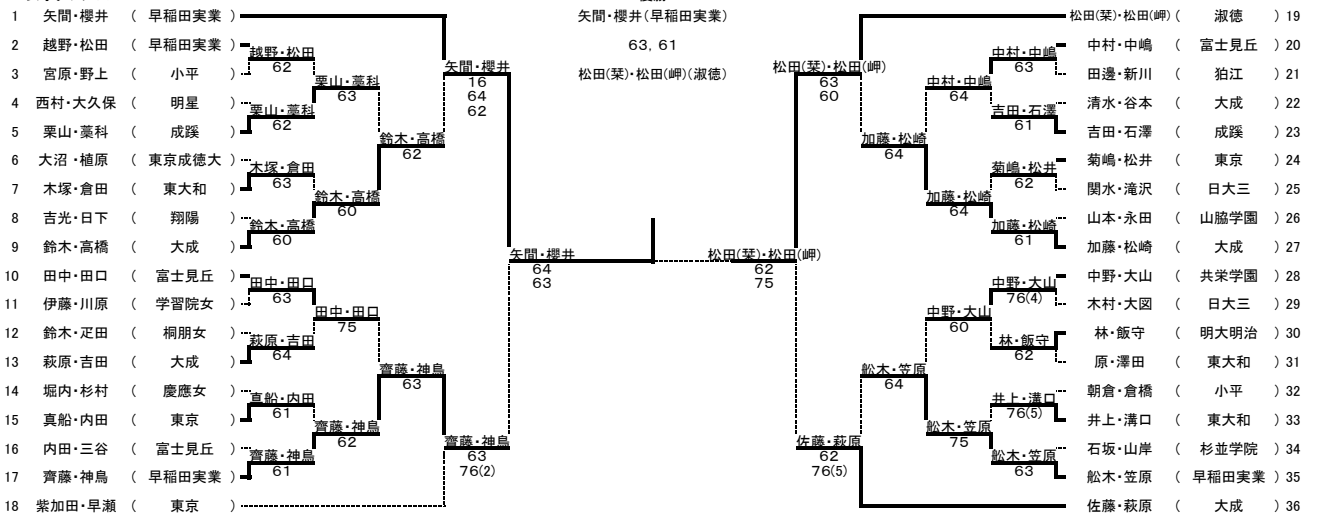 矢間・櫻井(早稲田実業)
63, 61
松田(栞)・松田(岬)(淑徳)
1 矢間・櫻井 ( 早稲田実業 )
2 越野・松田 ( 早稲田実業 )
3 宮原・野上 ( 小平 )
4 西村・大久保 ( 明星 )
5 栗山・藁科 ( 成蹊 )
6 大沼・植原 ( 東京成徳大 )
7 木塚・倉田 ( 東大和 )
8 吉光・日下 ( 翔陽 )
9 鈴木・高橋 ( 大成 )
10 田中・田口 ( 富士見丘 )
11 伊藤・川原 ( 学習院女 )
12 鈴木・疋田 ( 桐朋女 )
13 萩原・吉田 ( 大成 )
14 堀内・杉村 ( 慶應女 )
15 真船・内田 ( 東京 )
16 内田・三谷 ( 富士見丘 )
17 齊藤・神鳥 ( 早稲田実業 )
18 紫加田・早瀬 ( 東京 )
越野・松田
62
栗山・藁科
62
木塚・倉田
63
鈴木・高橋
60
田中・田口
63
萩原・吉田
64
真船・内田
61
齊藤・神鳥
61
栗山・藁科
63
鈴木・高橋
60
田中・田口
75
齊藤・神鳥
62
鈴木・高橋
62
齊藤・神鳥
63
矢間・櫻井
16
64
62
齊藤・神鳥
63
76(2)
矢間・櫻井
64
63
松田(栞)・松田(岬)
62
75
松田(栞)・松田(岬)
63
60
佐藤・萩原
62
76(5)
加藤・松崎
64
舩木・笠原
64
中村・中嶋
64
加藤・松崎
64
中野・大山
60
舩木・笠原
75
中村・中嶋
63
吉田・石澤
61
菊嶋・松井
62
加藤・松崎
61
中野・大山
76(4)
林・飯守
62
井上・溝口
76(5)
舩木・笠原
63
松田(栞)・松田(岬) ( 淑徳 ) 19
中村・中嶋 ( 富士見丘 ) 20
田邊・新川 ( 狛江 ) 21
清水・谷本 ( 大成 ) 22
吉田・石澤 ( 成蹊 ) 23
菊嶋・松井 ( 東京 ) 24
関水・滝沢 ( 日大三 ) 25
山本・永田 ( 山脇学園 ) 26
加藤・松崎 ( 大成 ) 27
中野・大山 ( 共栄学園 ) 28
木村・大図 ( 日大三 ) 29
林・飯守 ( 明大明治 ) 30
原・澤田 ( 東大和 ) 31
朝倉・倉橋 ( 小平 ) 32
井上・溝口 ( 東大和 ) 33
石坂・山岸 ( 杉並学院 ) 34
舩木・笠原 ( 早稲田実業 ) 35
佐藤・萩原 ( 大成 ) 36